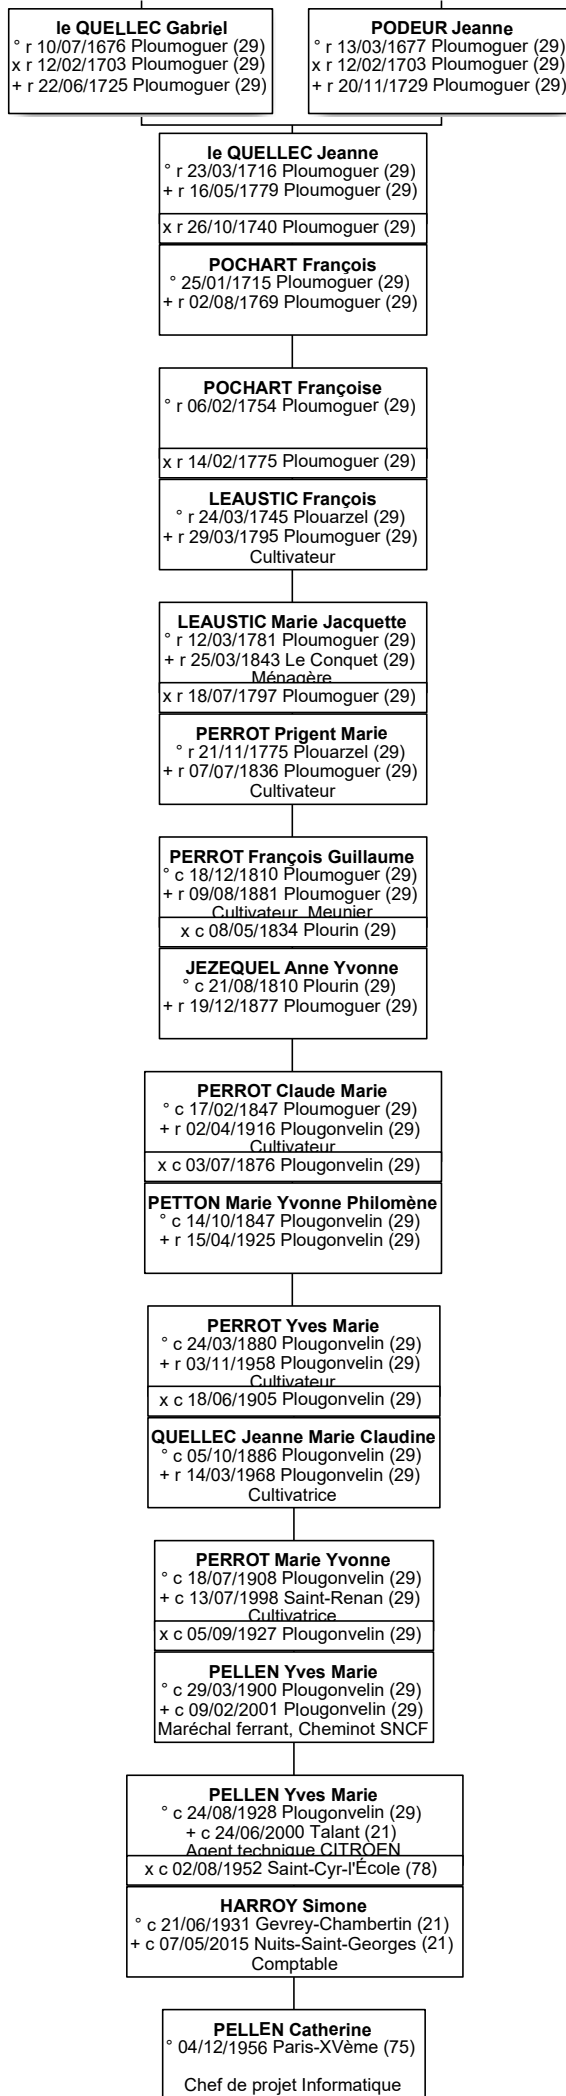 le QUELLEC Gabriel
° r 10/07/1676 Ploumoguer (29)
x r 12/02/1703 Ploumoguer (29)
+ r 22/06/1725 Ploumoguer (29)
PODEUR Jeanne
° r 13/03/1677 Ploumoguer (29)
x r 12/02/1703 Ploumoguer (29)
+ r 20/11/1729 Ploumoguer (29)
le QUELLEC Jeanne
° r 23/03/1716 Ploumoguer (29)
+ r 16/05/1779 Ploumoguer (29)
x r 26/10/1740 Ploumoguer (29)
POCHART François
° 25/01/1715 Ploumoguer (29)
+ r 02/08/1769 Ploumoguer (29)
POCHART Françoise
° r 06/02/1754 Ploumoguer (29)
x r 14/02/1775 Ploumoguer (29)
LEAUSTIC François
° r 24/03/1745 Plouarzel (29)
+ r 29/03/1795 Ploumoguer (29)
Cultivateur
LEAUSTIC Marie Jacquette
° r 12/03/1781 Ploumoguer (29)
+ r 25/03/1843 Le Conquet (29)
Ménagère
x r 18/07/1797 Ploumoguer (29)
PERROT Prigent Marie
° r 21/11/1775 Plouarzel (29)
+ r 07/07/1836 Ploumoguer (29)
Cultivateur
PERROT François Guillaume
° c 18/12/1810 Ploumoguer (29)
+ r 09/08/1881 Ploumoguer (29)
Cultivateur, Meunier
x c 08/05/1834 Plourin (29)
JEZEQUEL Anne Yvonne
° c 21/08/1810 Plourin (29)
+ r 19/12/1877 Ploumoguer (29)
PERROT Claude Marie
° c 17/02/1847 Ploumoguer (29)
+ r 02/04/1916 Plougonvelin (29)
Cultivateur
x c 03/07/1876 Plougonvelin (29)
PETTON Marie Yvonne Philomène
° c 14/10/1847 Plougonvelin (29)
+ r 15/04/1925 Plougonvelin (29)
PERROT Yves Marie
° c 24/03/1880 Plougonvelin (29)
+ r 03/11/1958 Plougonvelin (29)
Cultivateur
x c 18/06/1905 Plougonvelin (29)
QUELLEC Jeanne Marie Claudine
° c 05/10/1886 Plougonvelin (29)
+ r 14/03/1968 Plougonvelin (29)
Cultivatrice
PERROT Marie Yvonne
° c 18/07/1908 Plougonvelin (29)
+ c 13/07/1998 Saint-Renan (29)
Cultivatrice
x c 05/09/1927 Plougonvelin (29)
PELLEN Yves Marie
° c 29/03/1900 Plougonvelin (29)
+ c 09/02/2001 Plougonvelin (29)
Maréchal ferrant, Cheminot SNCF
PELLEN Yves Marie
° c 24/08/1928 Plougonvelin (29)
+ c 24/06/2000 Talant (21)
Agent technique CITROEN
x c 02/08/1952 Saint-Cyr-l'École (78)
HARROY Simone
° c 21/06/1931 Gevrey-Chambertin (21)
+ c 07/05/2015 Nuits-Saint-Georges (21)
Comptable
PELLEN Catherine
° 04/12/1956 Paris-XVème (75)
Chef de projet Informatique